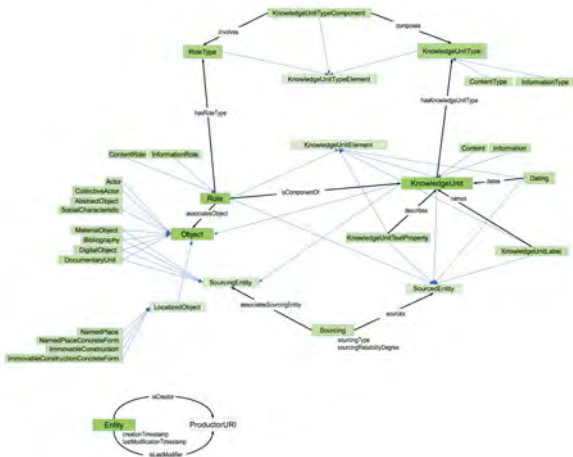 KnowledgeUnitTypeComponent
involves
composes
RoleType
KnowledgeUnitType
KnowledgeUnitTypeElement
ContentType
InformationType
hasRoleType
hasKnowledgeUnitType
KnowledgeUnitElement
Content
Information
ContentRole
InformationRole
Actor
CollectiveActor
AbstractObject
SocialCharacteristic
Role
isComponentOf
KnowledgeUnit
dates
Dating
names
associatesObject
describes
Object
KnowledgeUnitTextProperty
KnowledgeUnitLabel
MaterialObject
Bibliography
DigitalObject
DocumentaryUnit
SourcingEntity
SourcedEntity
LocalizedObject
associatesSourcingEntity
sources
Sourcing
sourcingType
sourcingReliabilityDegree
NamedPlace
NamedPlaceConcreteForm
ImmovableConstruction
ImmovableConstructionConcreteForm
isCreator
Entity
ProductorURI
creationTimestamp
lastModificationTimestamp
isLastModifier